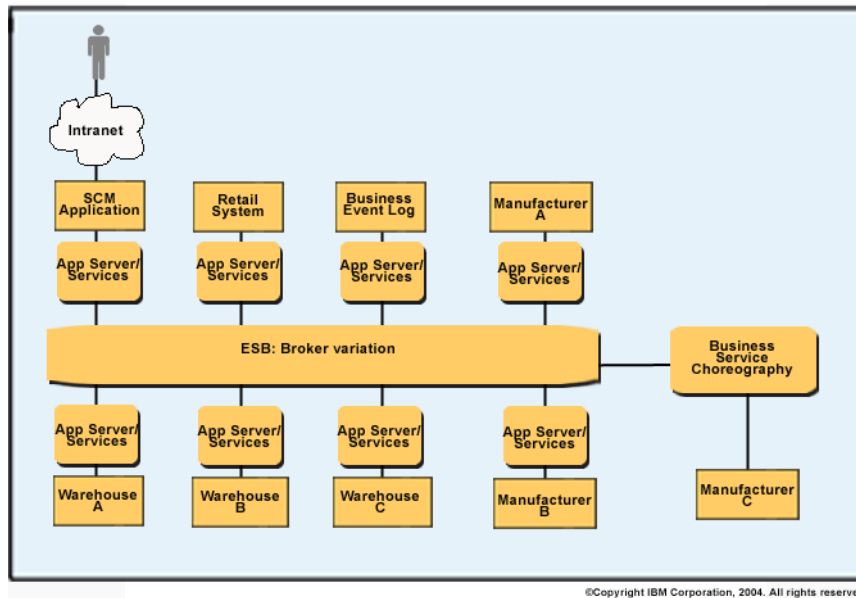 Intranet
SCM
Application
Retail
System
Business
Event Log
Manufacturer
A
App Server/
Services
App Server/
Services
App Server/
Services
App Server/
Services
ESB: Broker variation
Business
Service
Choreography
App Server/
Services
App Server/
Services
App Server/
Services
App Server/
Services
Warehouse
A
Warehouse
B
Warehouse
C
Manufacturer
B
Manufacturer
C
©Copyright IBM Corporation, 2004. All rights reserve